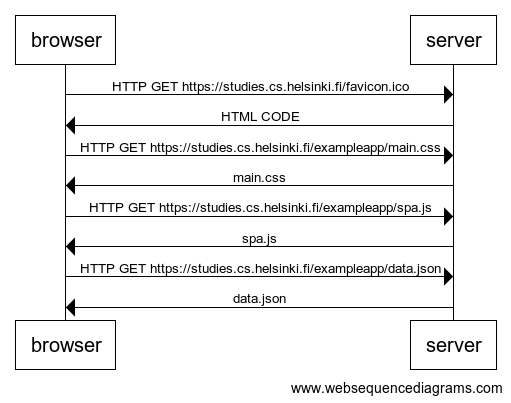 browser server
HTTP GET https://studies.cs.helsinki.fi/favicon.ico
HTML CODE
HTTP GET https://studies.cs.helsinki.fi/exampleapp/main.css
main.css
HTTP GET https://studies.cs.helsinki.fi/exampleapp/spa.js
spa.js
HTTP GET https://studies.cs.helsinki.fi/exampleapp/data.json
data.json
browser server
www.websequencediagrams.com